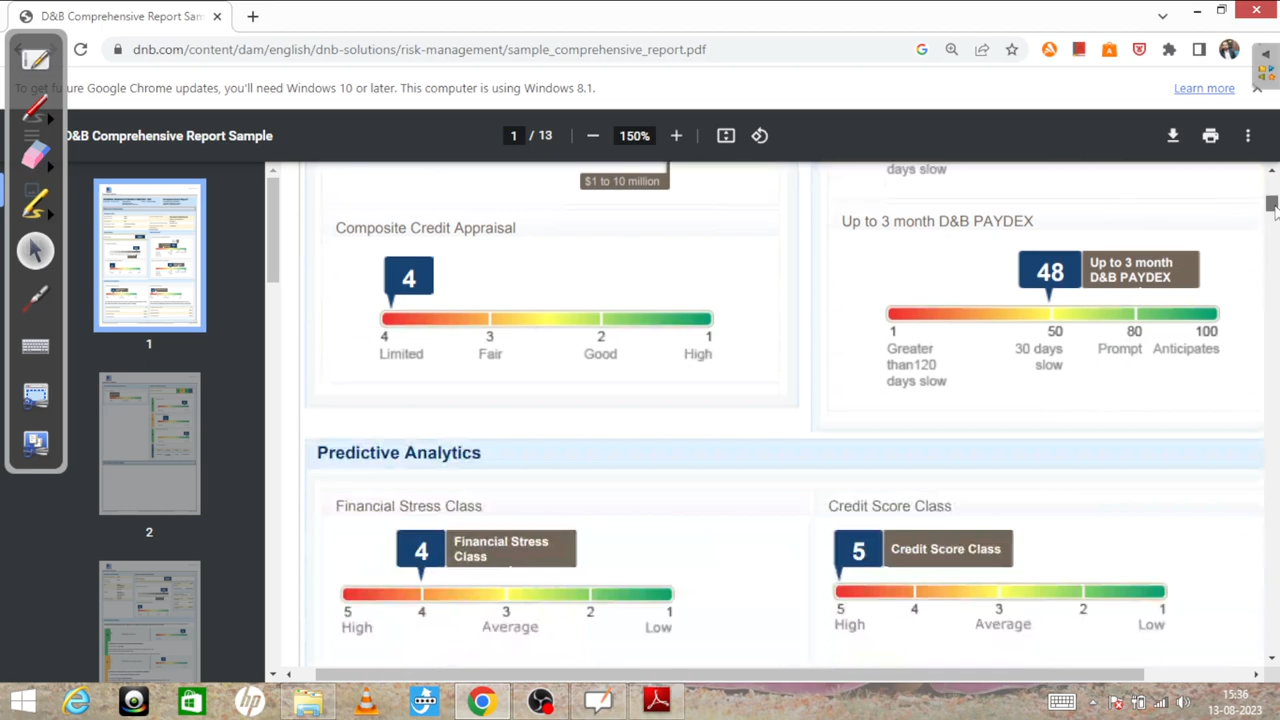 D&B Comprehensive Report Sam
dnb.com/content/dam/english/dnb-solutions/risk-management/sample_comprehensive_report.pdf
To get future Google Chrome updates, you'll need Windows 10 or later. This computer is using Windows 8.1.
Learn more
D&B Comprehensive Report Sample
1 / 13
150%
1
2
$1 to 10 million
days slow
Composite Credit Appraisal
4
4 3 2 1
Limited Fair Good High
Up to 3 month D&B PAYDEX
48
Up to 3 month
D&B PAYDEX
1 50 80 100
Greater 30 days Prompt Anticipates
than120 slow
days slow
Predictive Analytics
Financial Stress Class
4
Financial Stress
Class
5 4 3 2 1
High Average Low
Credit Score Class
5
Credit Score Class
5 4 3 2 1
High Average Low
15:36
13-08-2023